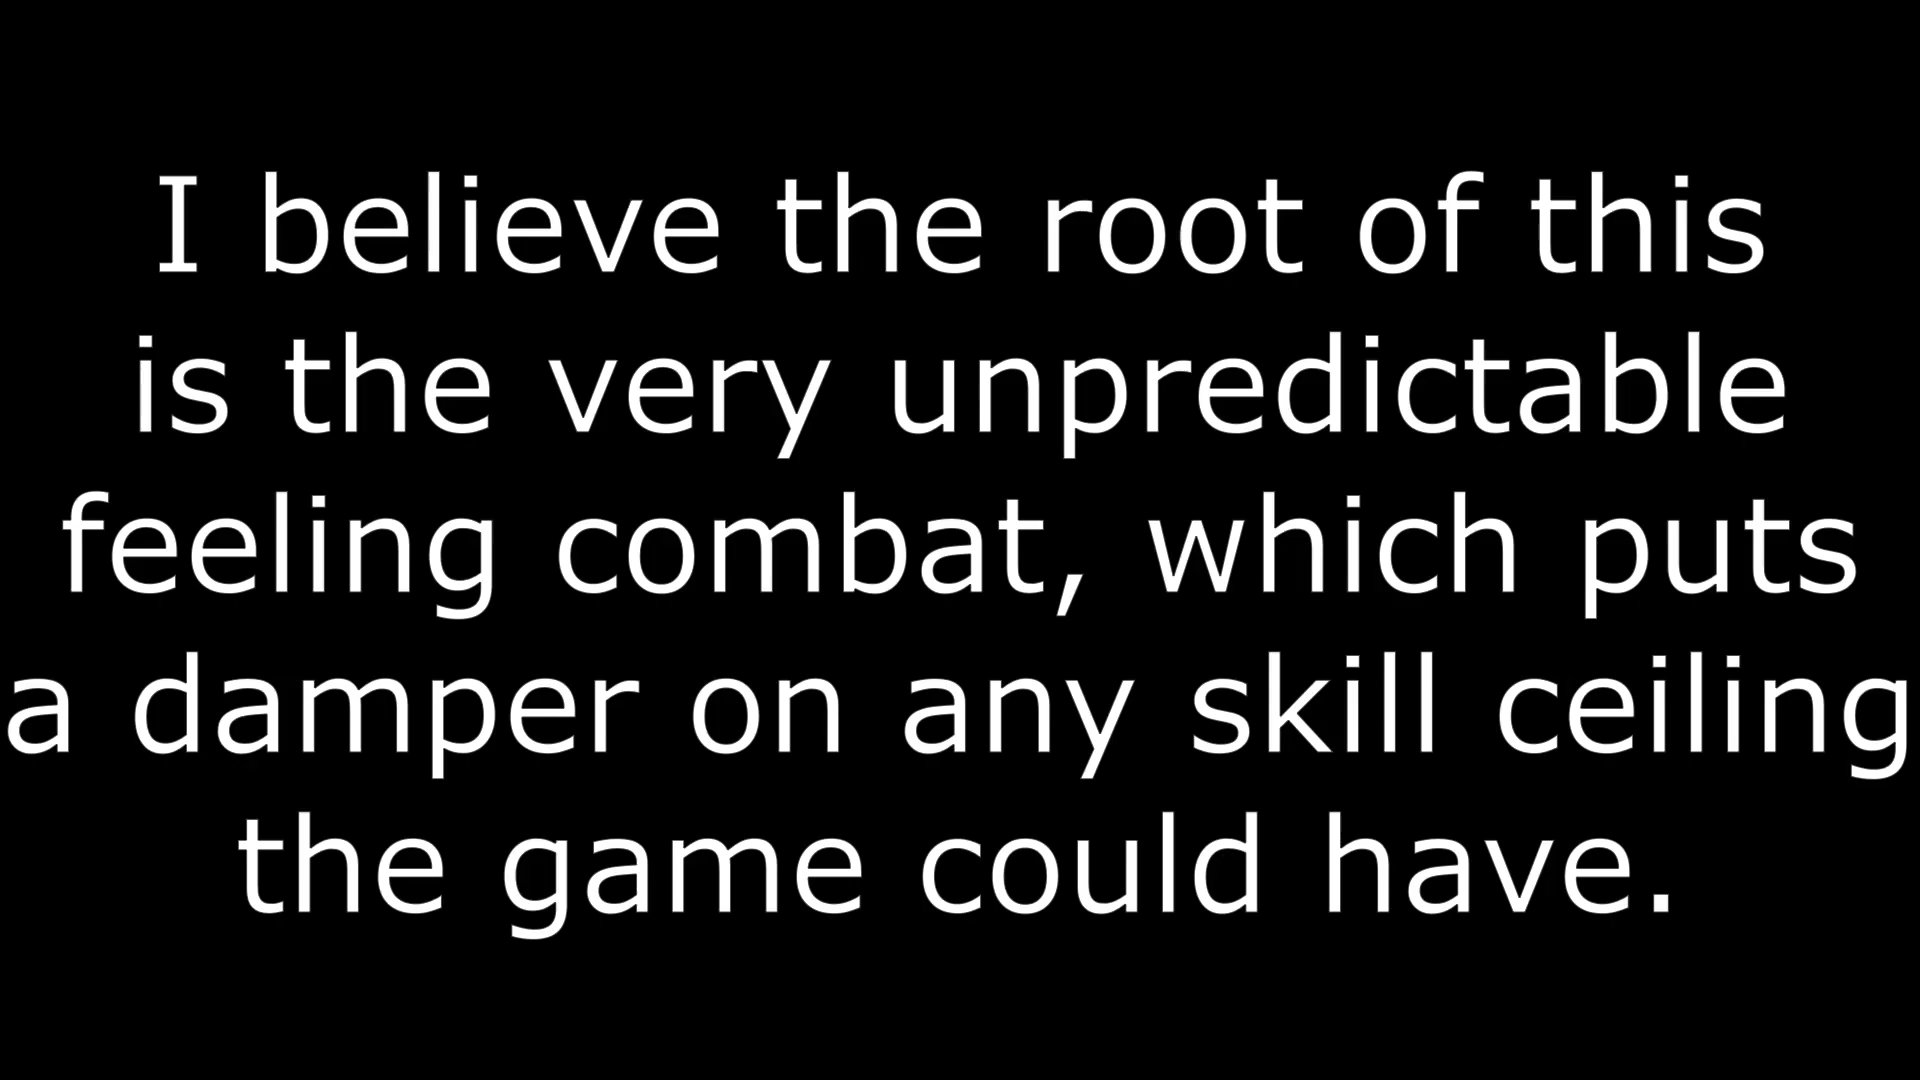 I believe the root of this
is the very unpredictable
feeling combat, which puts
a damper on any skill ceiling
the game could have.